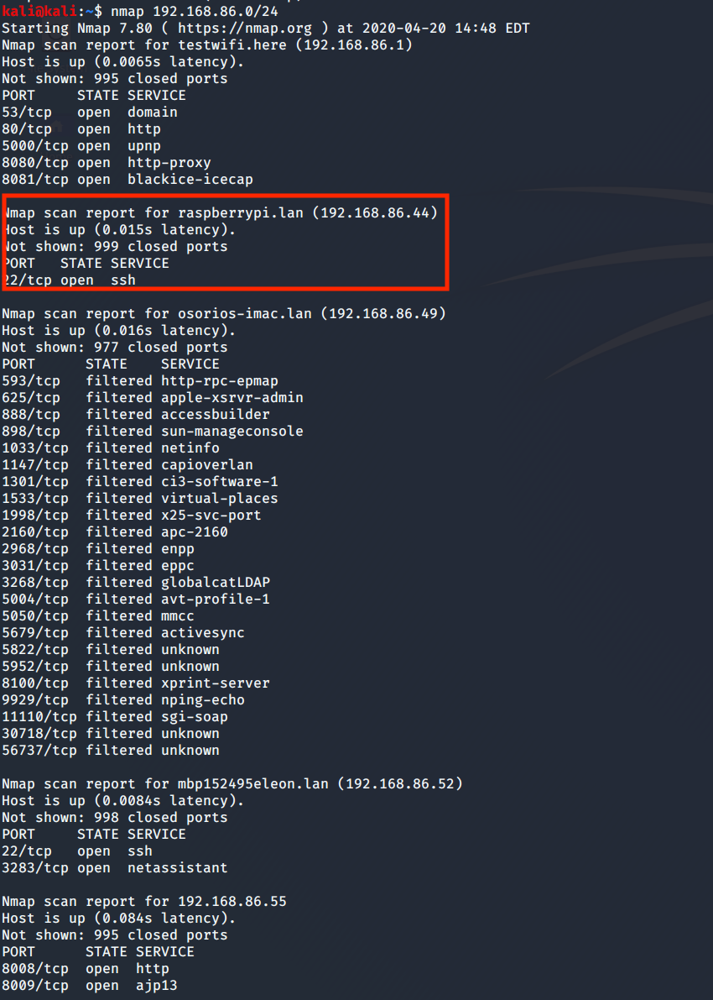 kali@kali:~$ nmap 192.168.86.0/24
Starting Nmap 7.80 ( https://nmap.org ) at 2020-04-20 14:48 EDT
Nmap scan report for testwifi.here (192.168.86.1)
Host is up (0.0065s latency).
Not shown: 995 closed ports
PORT     STATE SERVICE
53/tcp   open  domain
80/tcp   open  http
5000/tcp open  upnp
8080/tcp open  http-proxy
8081/tcp open  blackice-icecap

Nmap scan report for raspberrypi.lan (192.168.86.44)
Host is up (0.015s latency).
Not shown: 999 closed ports
PORT   STATE SERVICE
22/tcp open  ssh

Nmap scan report for osorios-imac.lan (192.168.86.49)
Host is up (0.016s latency).
Not shown: 977 closed ports
PORT      STATE    SERVICE
593/tcp   filtered http-rpc-epmap
625/tcp   filtered apple-xsrvr-admin
888/tcp   filtered accessbuilder
898/tcp   filtered sun-manageconsole
1033/tcp  filtered netinfo
1147/tcp  filtered capioverlan
1301/tcp  filtered ci3-software-1
1533/tcp  filtered virtual-places
1998/tcp  filtered x25-svc-port
2160/tcp  filtered apc-2160
2968/tcp  filtered enpp
3031/tcp  filtered eppc
3268/tcp  filtered globalcatLDAP
5004/tcp  filtered avt-profile-1
5050/tcp  filtered mmcc
5679/tcp  filtered activesync
5822/tcp  filtered unknown
5952/tcp  filtered unknown
8100/tcp  filtered xprint-server
9929/tcp  filtered nping-echo
11110/tcp filtered sgi-soap
30718/tcp filtered unknown
56737/tcp filtered unknown

Nmap scan report for mbp152495eleon.lan (192.168.86.52)
Host is up (0.0084s latency).
Not shown: 998 closed ports
PORT     STATE SERVICE
22/tcp   open  ssh
3283/tcp open  netassistant

Nmap scan report for 192.168.86.55
Host is up (0.084s latency).
Not shown: 995 closed ports
PORT      STATE SERVICE
8008/tcp  open  http
8009/tcp  open  ajp13